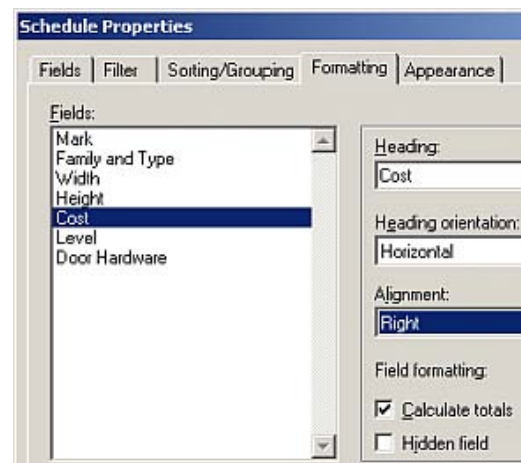 Schedule Properties
Fields Filter Sorting/Grouping Formatting Appearance
Fields:
Mark
Family and Type
Width
Height
Cost
Level
Door Hardware
Heading:
Cost
Heading orientation:
Horizontal
Alignment:
Right
Field formatting:
Calculate totals
Hidden field